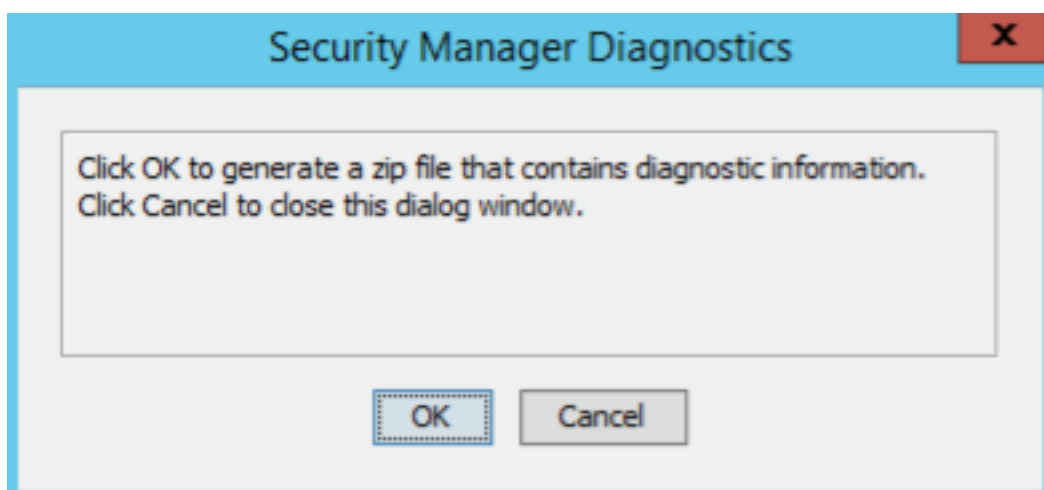 Security Manager Diagnostics
x
Click OK to generate a zip file that contains diagnostic information.
Click Cancel to close this dialog window.
OK Cancel